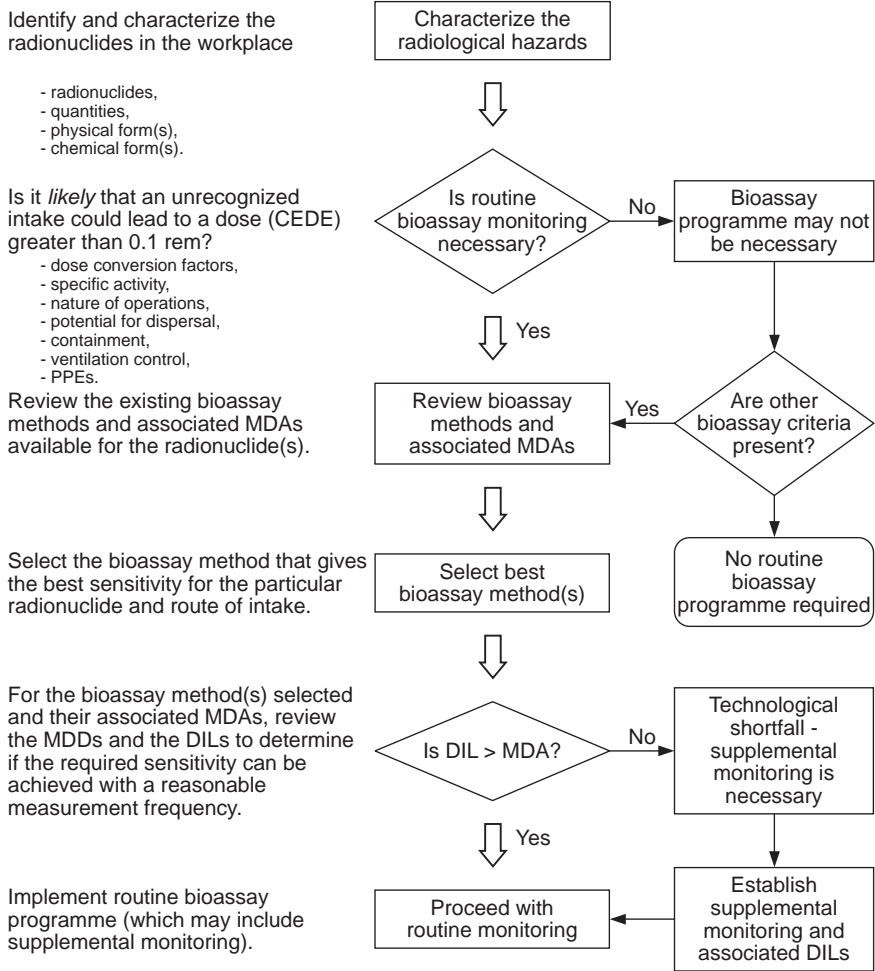 Identify and characterize the
radionuclides in the workplace
- radionuclides,
- quantities,
- physical form(s),
- chemical form(s).
Characterize the
radiological hazards
Is it likely that an unrecognized
intake could lead to a dose (CEDE)
greater than 0.1 rem?
- dose conversion factors,
- specific activity,
- nature of operations,
- potential for dispersal,
- containment,
- ventilation control,
- PPEs.
Is routine
bioassay monitoring
necessary?
No
Bioassay
programme may not
be necessary
Yes
Review the existing bioassay
methods and associated MDAs
available for the radionuclide(s).
Review bioassay
methods and
associated MDAs
Yes
Are other
bioassay criteria
present?
Select the bioassay method that gives
the best sensitivity for the particular
radionuclide and route of intake.
Select best
bioassay method(s)
No routine
bioassay
programme required
For the bioassay method(s) selected
and their associated MDAs, review
the MDDs and the DILs to determine
if the required sensitivity can be
achieved with a reasonable
measurement frequency.
Is DIL > MDA?
No
Technological
shortfall -
supplemental
monitoring is
necessary
Yes
Implement routine bioassay
programme (which may include
supplemental monitoring).
Proceed with
routine monitoring
Establish
supplemental
monitoring and
associated DILs